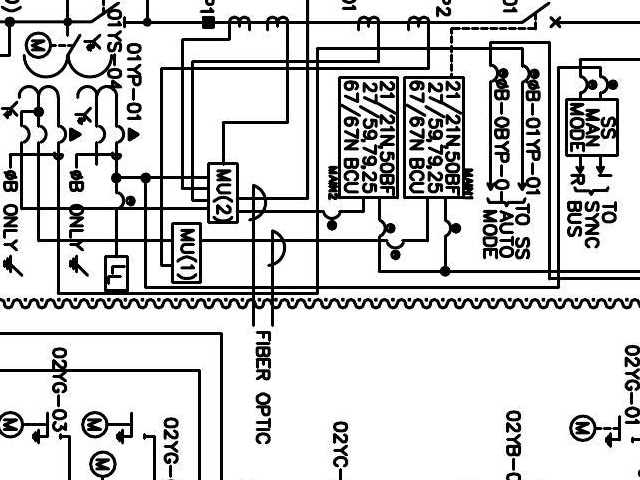 01YS-04
01YP-01
ØB ONLY
ØB ONLY
M
LL
MU(2)
MU(1)
21/21N,50BF
27/59,79,25
67/67N BCU
MAIN2
21/21N,50BF
27/59,79,25
67/67N BCU
MAIN1
ØB-01YP-01
TO SS
AUTO
MODE
SS
MAN
MODE
R
TO
SYNC
BUS
FIBER OPTIC
02YG-03
02YG-
02YC-
02YB-0
02YG-01
M
M
M
M